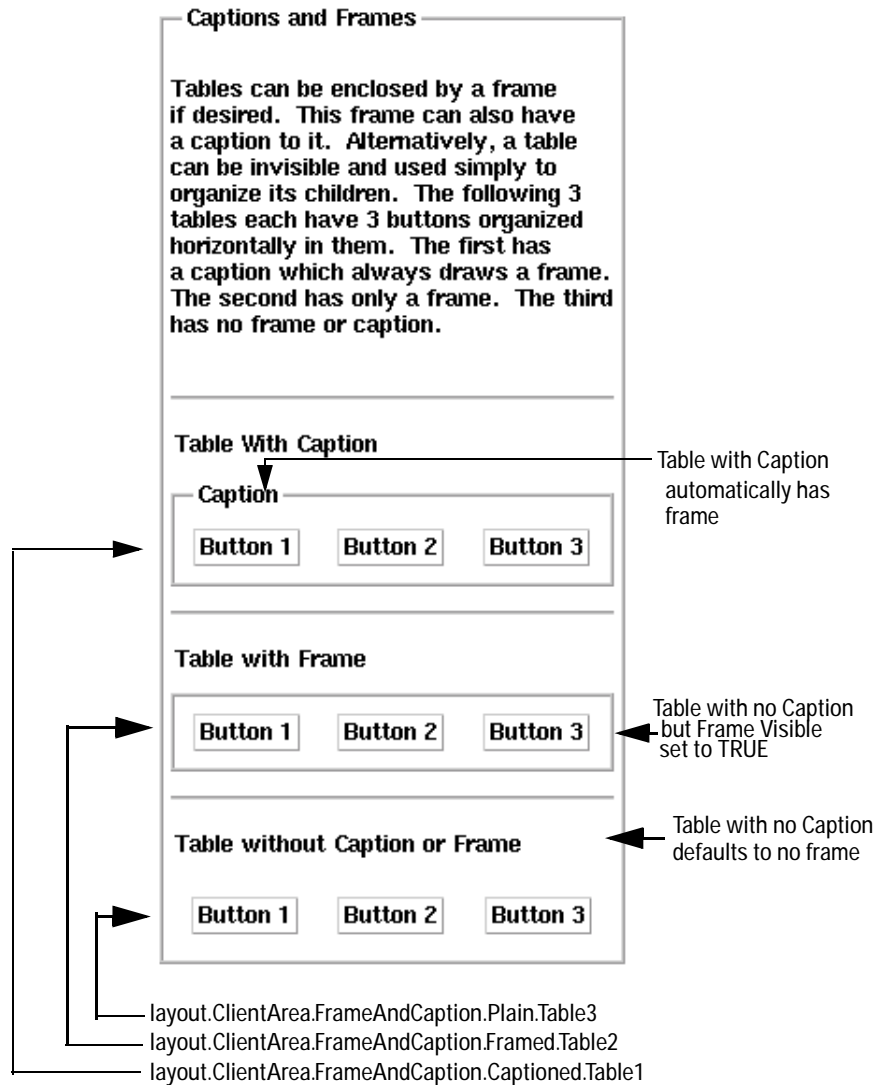 Captions and Frames
Tables can be enclosed by a frame
if desired.  This frame can also have
a caption to it.  Alternatively, a table
can be invisible and used simply to
organize its children.  The following 3
tables each have 3 buttons organized
horizontally in them.  The first has
a caption which always draws a frame.
The second has only a frame.  The third
has no frame or caption.
Table With Caption
Table with Caption
automatically has
frame
Caption
Button 1 Button 2 Button 3
Table with Frame
Button 1 Button 2 Button 3
Table with no Caption
but Frame Visible
set to TRUE
Table without Caption or Frame
Table with no Caption
defaults to no frame
Button 1 Button 2 Button 3
layout.ClientArea.FrameAndCaption.Plain.Table3
layout.ClientArea.FrameAndCaption.Framed.Table2
layout.ClientArea.FrameAndCaption.Captioned.Table1